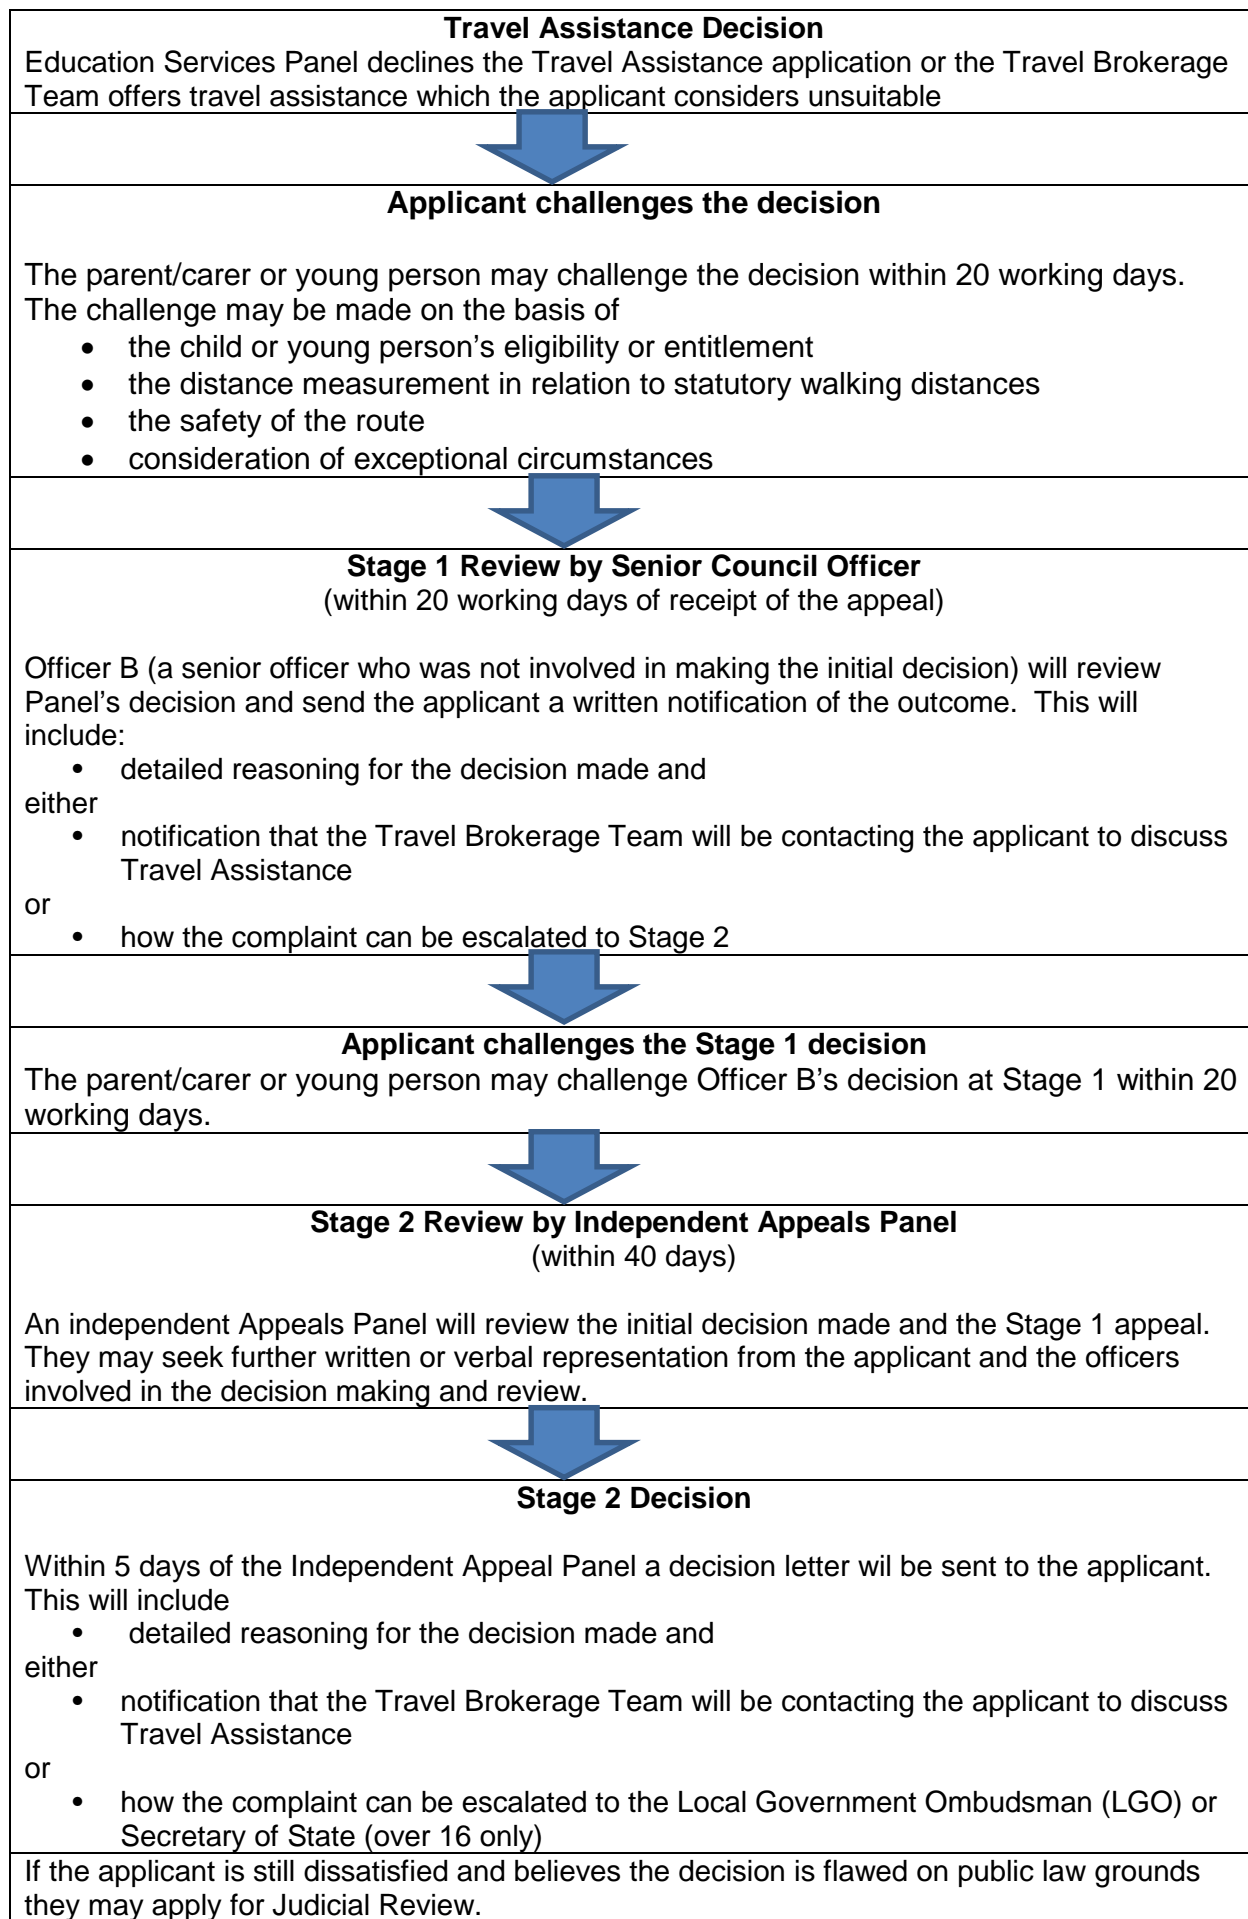 Travel Assistance Decision
Education Services Panel declines the Travel Assistance application or the Travel Brokerage
Team offers travel assistance which the applicant considers unsuitable
Applicant challenges the decision
The parent/carer or young person may challenge the decision within 20 working days.
The challenge may be made on the basis of
• the child or young person's eligibility or entitlement
• the distance measurement in relation to statutory walking distances
• the safety of the route
• consideration of exceptional circumstances
Stage 1 Review by Senior Council Officer
(within 20 working days of receipt of the appeal)
Officer B (a senior officer who was not involved in making the initial decision) will review
Panel's decision and send the applicant a written notification of the outcome.  This will
include:
• detailed reasoning for the decision made and
either
• notification that the Travel Brokerage Team will be contacting the applicant to discuss
Travel Assistance
or
• how the complaint can be escalated to Stage 2
Applicant challenges the Stage 1 decision
The parent/carer or young person may challenge Officer B's decision at Stage 1 within 20
working days.
Stage 2 Review by Independent Appeals Panel
(within 40 days)
An independent Appeals Panel will review the initial decision made and the Stage 1 appeal.
They may seek further written or verbal representation from the applicant and the officers
involved in the decision making and review.
Stage 2 Decision
Within 5 days of the Independent Appeal Panel a decision letter wil be sent to the applicant.
This will include
• detailed reasoning for the decision made and
either
• notification that the Travel Brokerage Team will be contacting the applicant to discuss
Travel Assistance
or
• how the complaint can be escalated to the Local Government Ombudsman (LGO) or
Secretary of State (over 16 only)
If the applicant is still dissatisfied and believes the decision is flawed on public law grounds
they may apply for Judicial Review.